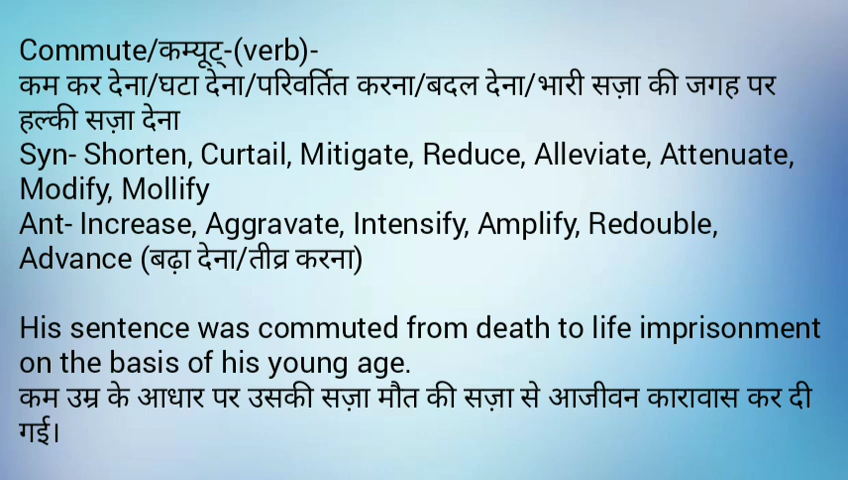 Commute/कम्यूट्-(verb)-
कम कर देना/घटा देना/परिवर्तित करना/बदल देना/भारी सज़ा की जगह पर
हल्की सज़ा देना
Syn- Shorten, Curtail, Mitigate, Reduce, Alleviate, Attenuate,
Modify, Mollify
Ant- Increase, Aggravate, Intensify, Amplify, Redouble,
Advance (बढ़ा देना/तीव्र करना)
His sentence was commuted from death to life imprisonment
on the basis of his young age.
कम उम्र के आधार पर उसकी सज़ा मौत की सज़ा से आजीवन कारावास कर दी
गई।